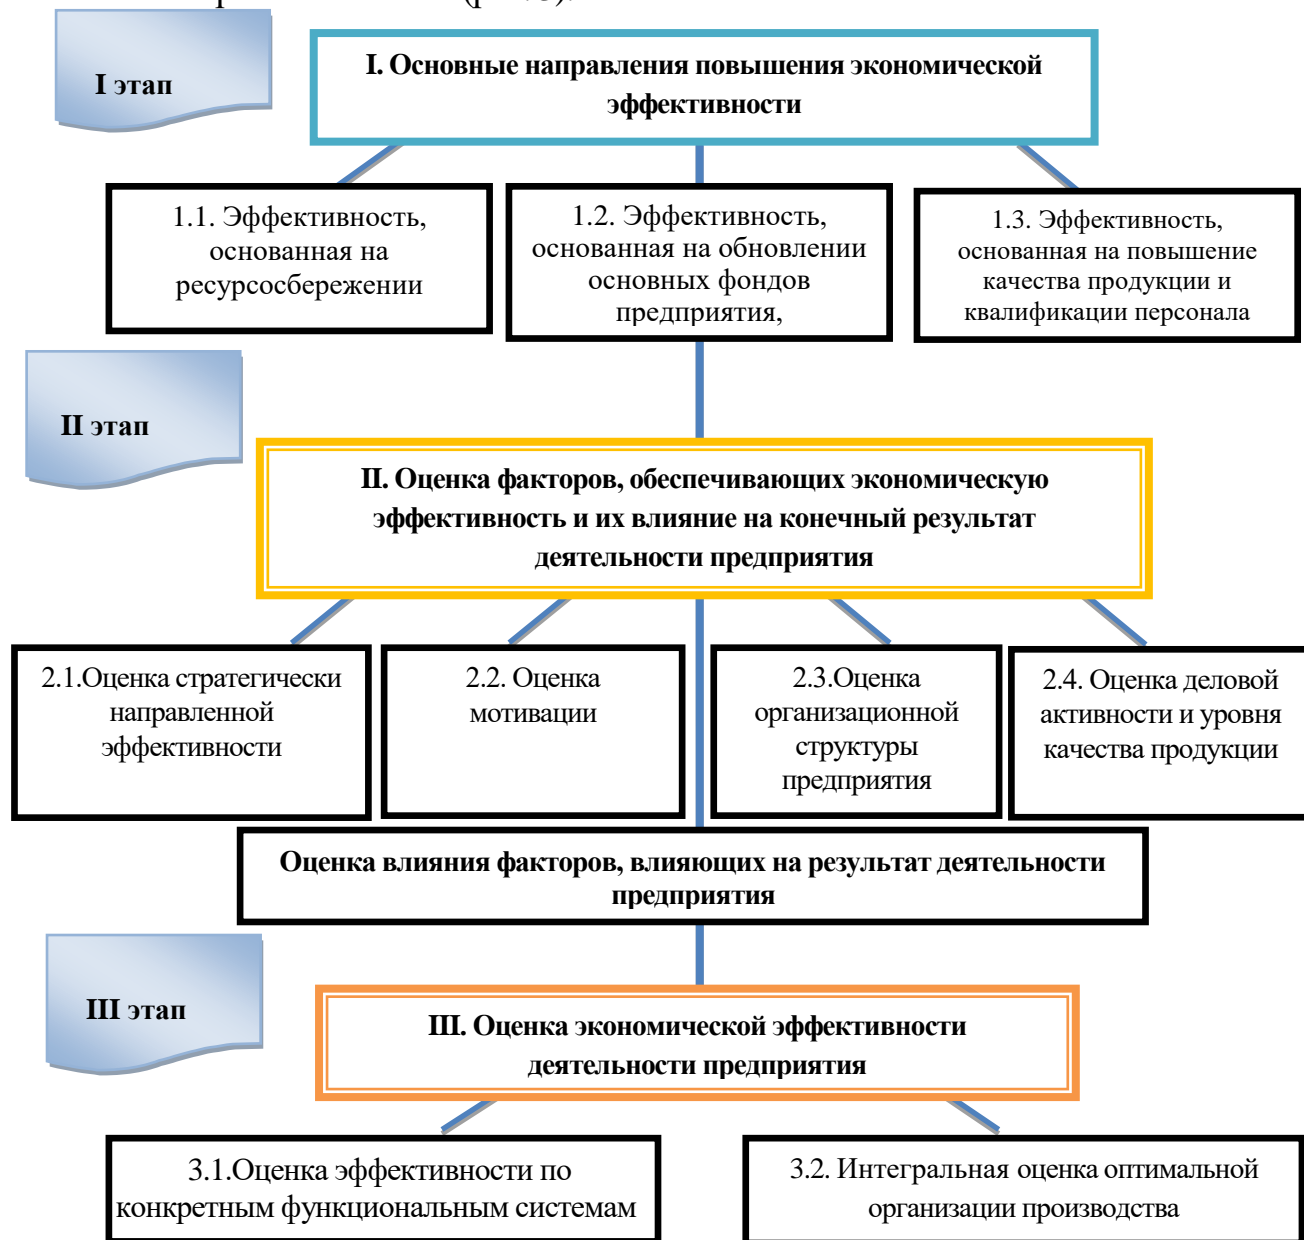 I этап
I. Основные направления повышения экономической
эффективности
1.1. Эффективность,
основанная на
ресурсосбережении
1.2. Эффективность,
основанная на обновлении
основных фондов
предприятия,
1.3. Эффективность,
основанная на повышение
качества продукции и
квалификации персонала
II этап
II. Оценка факторов, обеспечивающих экономическую
эффективность и их влияние на конечный результат
деятельности предприятия
2.1.Оценка стратегически
направленной
эффективности
2.2. Оценка
мотивации
2.3.Оценка
организационной
структуры
предприятия
2.4. Оценка деловой
активности и уровня
качества продукции
Оценка влияния факторов, влияющих на результат деятельности
предприятия
III этап
III. Оценка экономической эффективности
деятельности предприятия
3.1.Оценка эффективности по
конкретным функциональным системам
3.2. Интегральная оценка оптимальной
организации производства